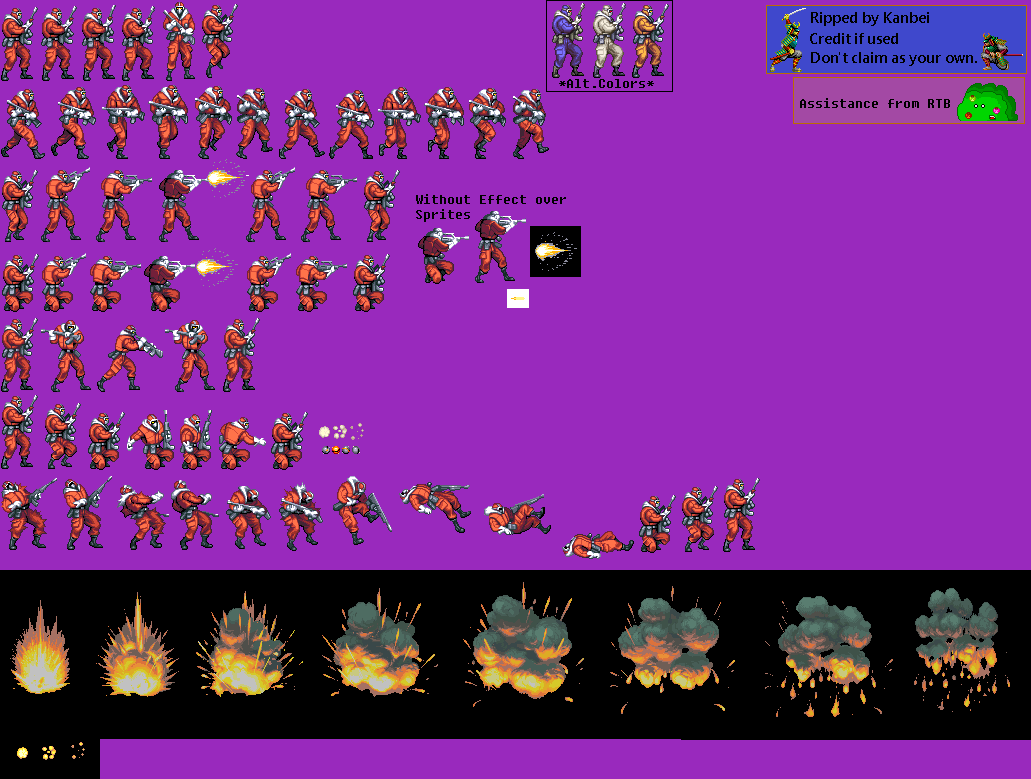 Ripped by Kanbei
Credit if used
Don't claim as your own.
*Alt.Colors*
Assistance from RTB
Without Effect over
Sprites